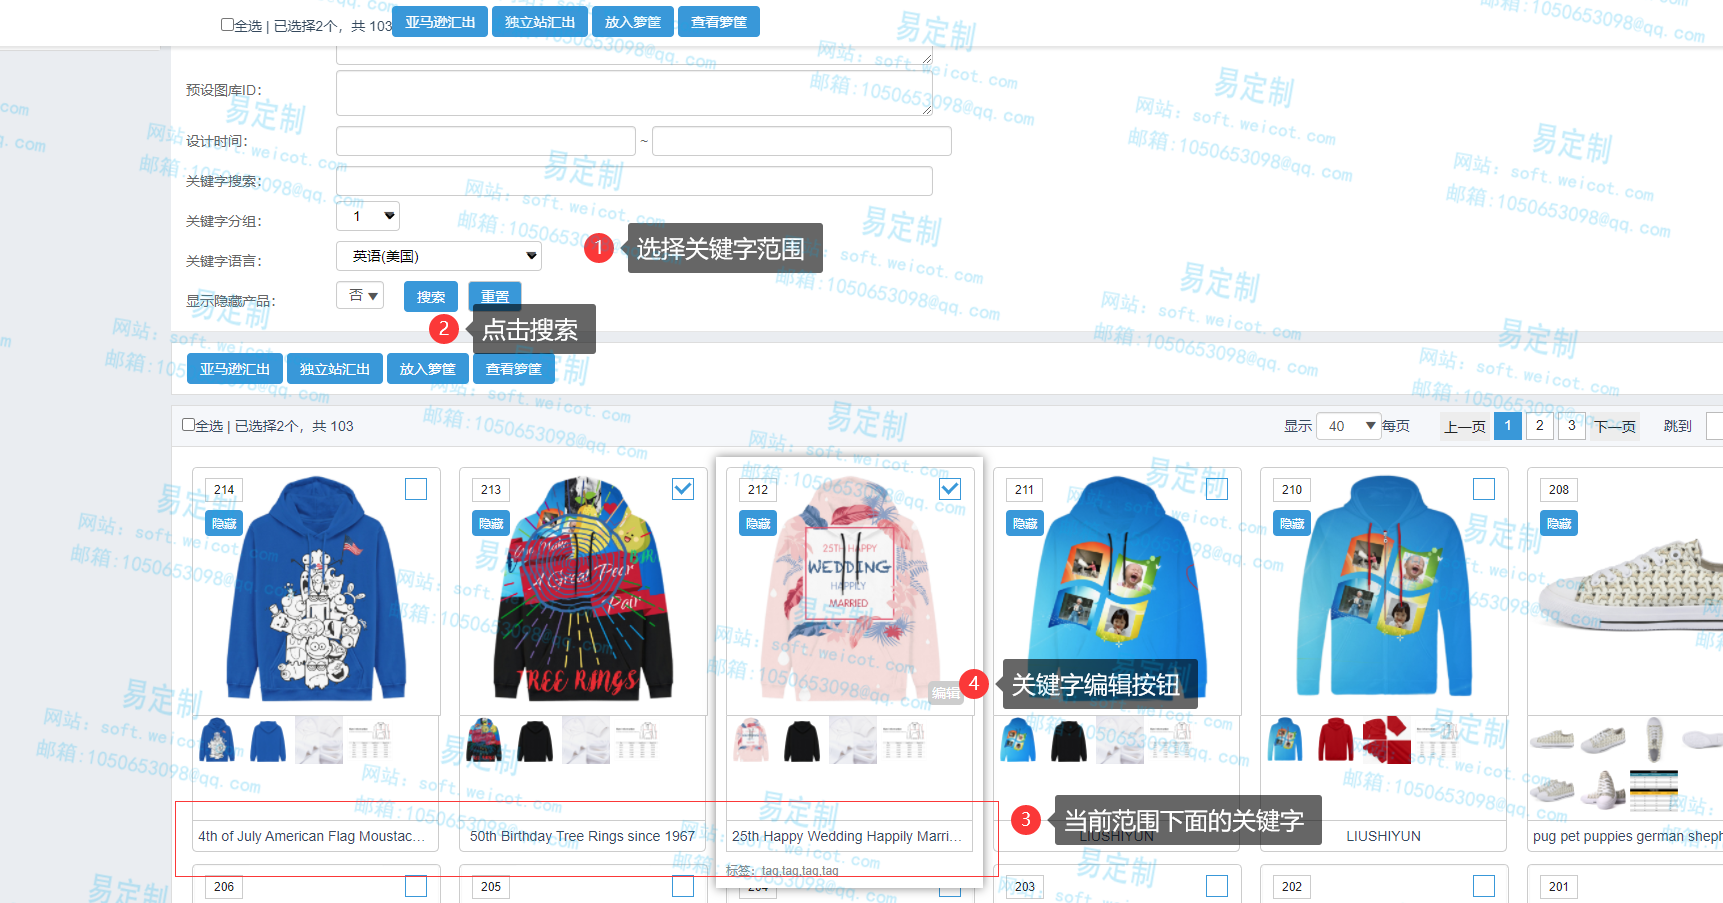 全选 | 已选择2个，共 103
亚马逊汇出 独立站汇出 放入箩筐 查看箩筐
预设图库ID：
设计时间： ~
关键字搜索：
关键字分组： 1
关键字语言： 英语(美国)
1 选择关键字范围
显示隐藏产品： 否 搜索 重置
2 点击搜索
亚马逊汇出 独立站汇出 放入箩筐 查看箩筐
全选 | 已选择2个，共 103
显示 40 每页 上一页 1 2 3 下一页 跳到
214 213 212 211 210 208
隐藏 隐藏 隐藏 隐藏 隐藏 隐藏
A Great Pear
Pair
TREE RINGS
25TH HAPPY
WEDDING
HAPPILY
MARRIED
编辑
4 关键字编辑按钮
3 当前范围下面的关键字
4th of July American Flag Moustac...
50th Birthday Tree Rings since 1967
25th Happy Wedding Happily Marri...
LIUSHIYUN
LIUSHIYUN
pug pet puppies german sheph
标签：tag,tag,tag,tag
206 205 204 203 202 201
易定制
网站：soft.weicot.com
邮箱:1050653098@qq.com